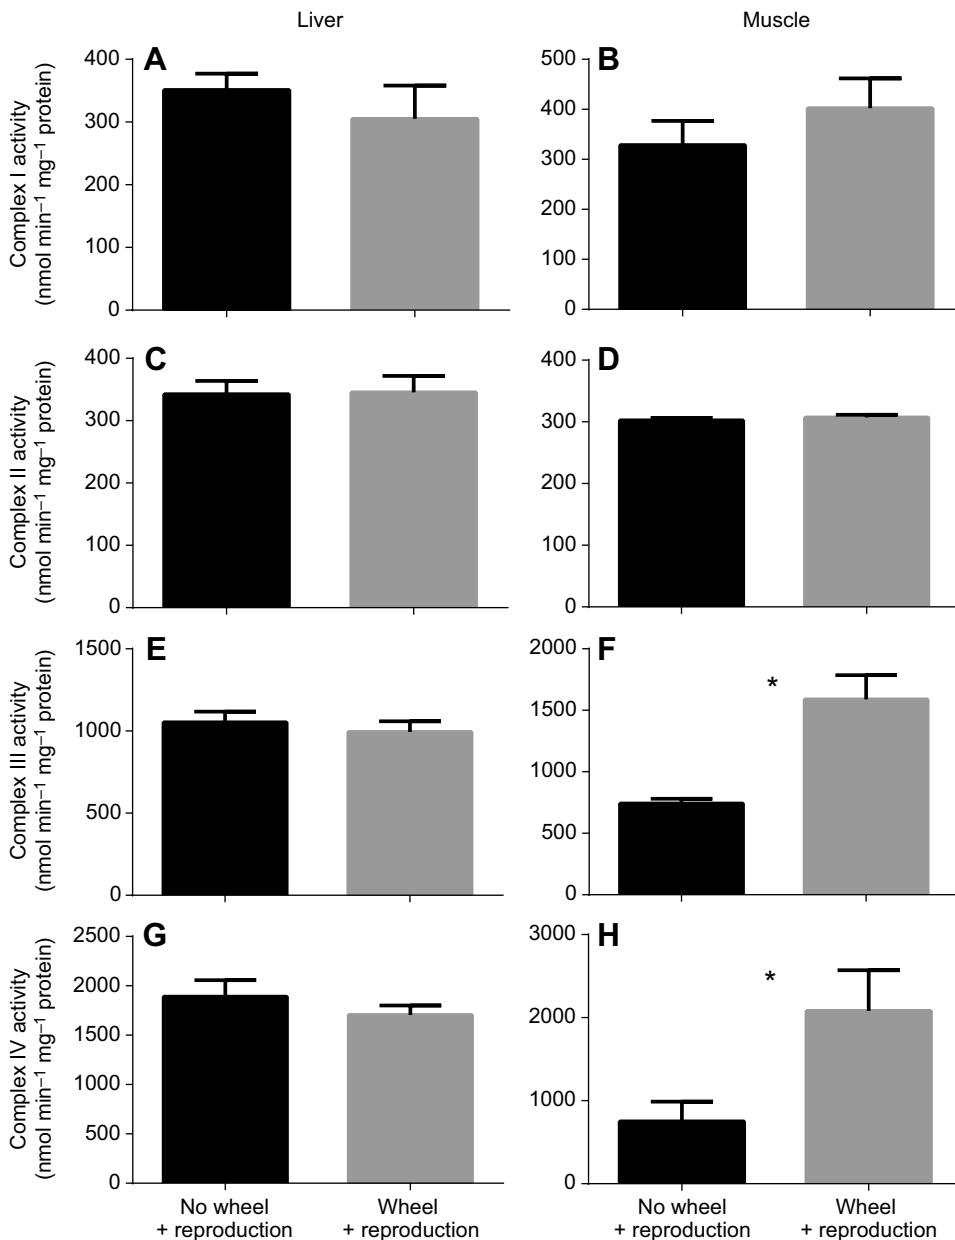 Liver
Muscle
A
Complex I activity
(nmol min⁻¹ mg⁻¹ protein)
400
300
200
100
0
B
500
400
300
200
100
0
C
Complex II activity
(nmol min⁻¹ mg⁻¹ protein)
400
300
200
100
0
D
400
300
200
100
0
E
Complex III activity
(nmol min⁻¹ mg⁻¹ protein)
1500
1000
500
0
F
2000
1500
1000
500
0
*
G
Complex IV activity
(nmol min⁻¹ mg⁻¹ protein)
2500
2000
1500
1000
500
0
H
3000
2000
1000
0
*
No wheel
+ reproduction
Wheel
+ reproduction
No wheel
+ reproduction
Wheel
+ reproduction